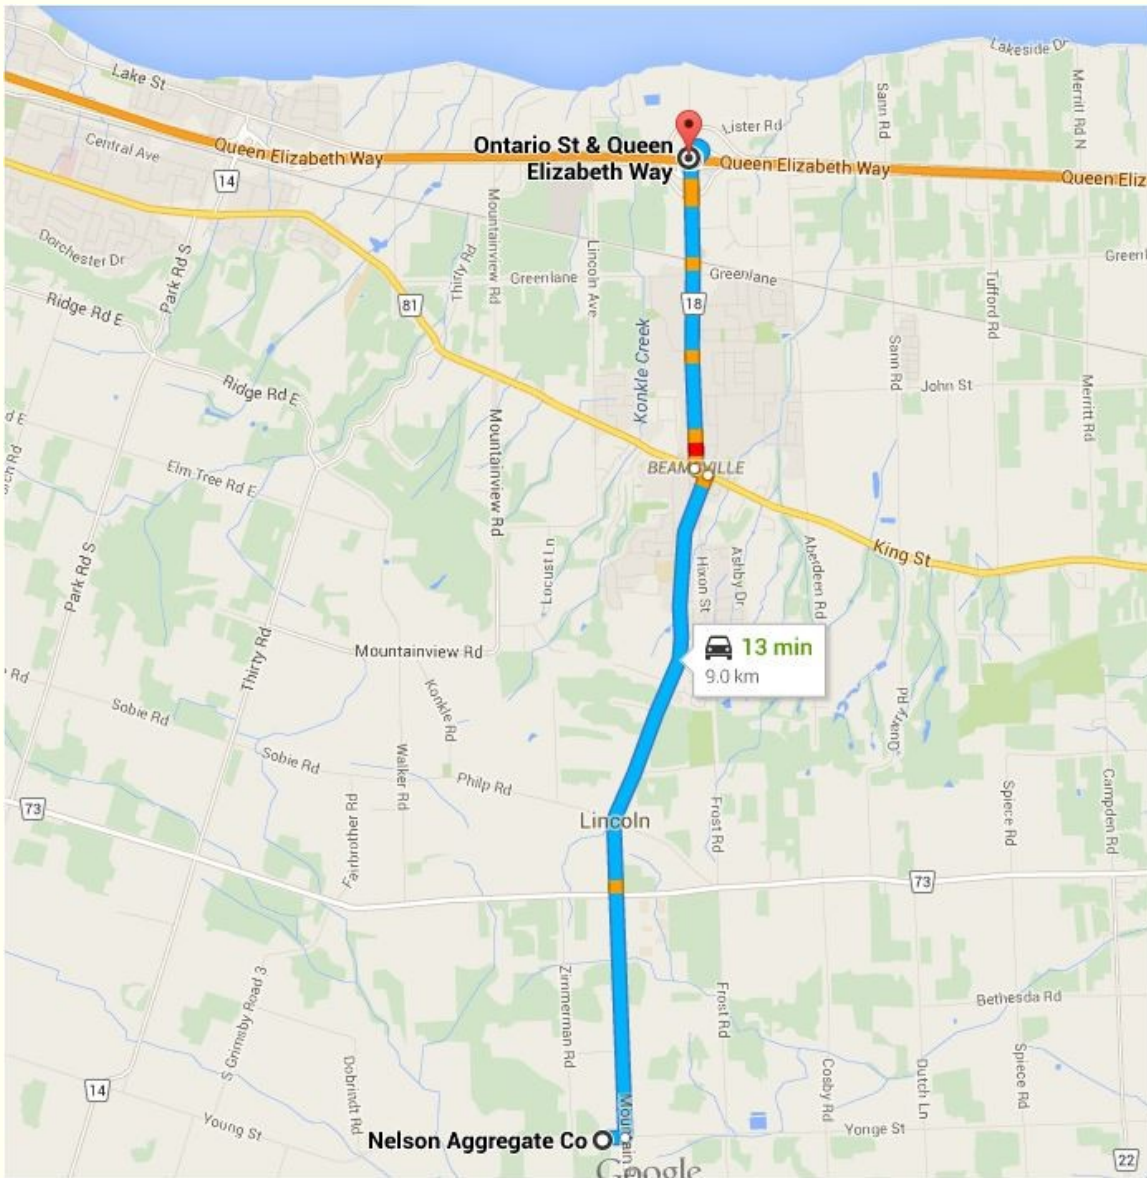 Lakeside Dr
Lake St
Merritt Rd N
Sann Rd
Lister Rd
Central Ave
Queen Elizabeth Way
Ontario St & Queen
Elizabeth Way
Queen Elizabeth Way
Queen Eliz
14
Mountainview Rd
Dorchester Dr
Park Rd S
Thirty Rd
Lincoln Ave
Greenlane
Greenlane
Greenl
Tufford Rd
Ridge Rd E
81
18
Konkle Creek
Sann Rd
John St
Merritt Rd
Ridge Rd E
Mountainview Rd
d E
Elm Tree Rd E
BEAMSVILLE
King St
Park Rd S
Locust Ln
Hixon St
Ashby Dr
Aberdeen Rd
Thirty Rd
Mountainview Rd
13 min
9.0 km
Rd
Konkle Rd
Sobie Rd
Sobie Rd
Walker Rd
Philp Rd
Quarry Rd
73
Fairbrother Rd
Lincoln
Frost Rd
Spiece Rd
Campden Rd
73
S Grimsby Road 3
Zimmerman Rd
Frost Rd
Bethesda Rd
14
Dobrindt Rd
Cosby Rd
Dutch Ln
Spiece Rd
Young St
Nelson Aggregate Co
Mountain
Yonge St
Google
22